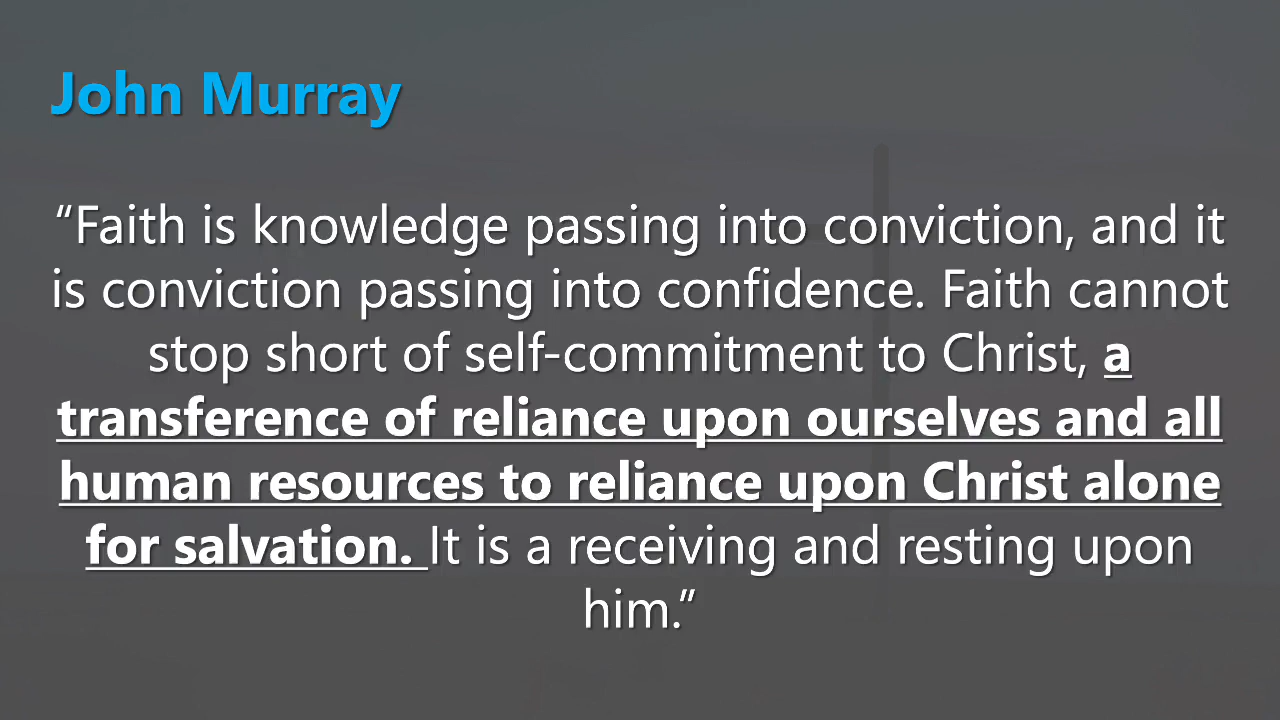 John Murray
“Faith is knowledge passing into conviction, and it
is conviction passing into confidence. Faith cannot
stop short of self-commitment to Christ, a
transference of reliance upon ourselves and all
human resources to reliance upon Christ alone
for salvation. It is a receiving and resting upon
him.”